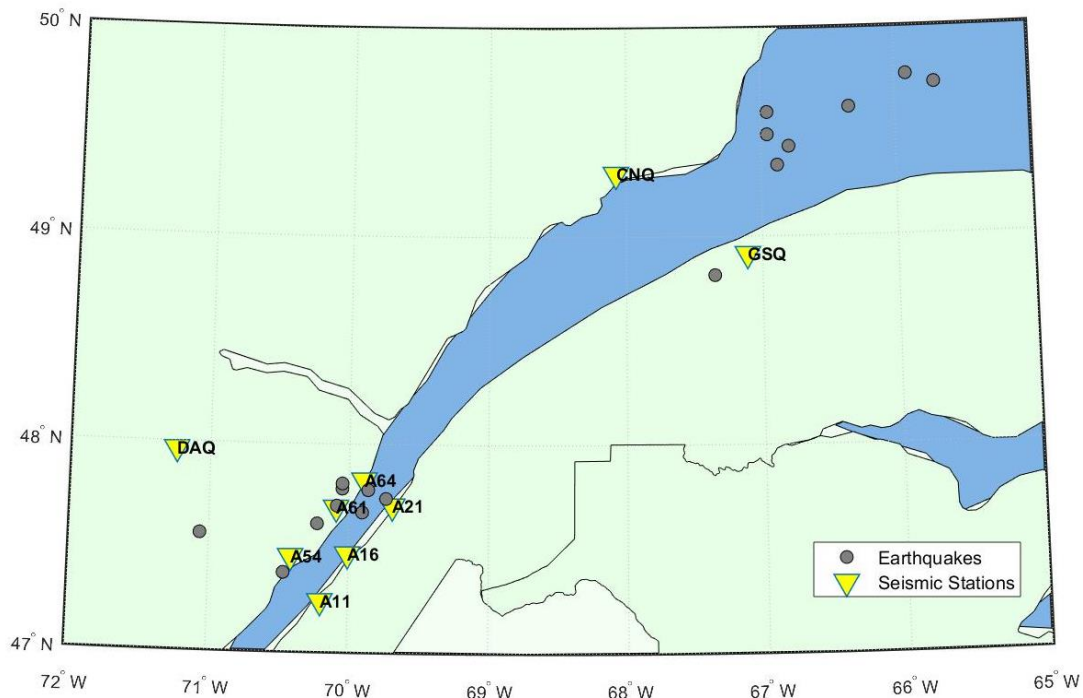 50° N
CNQ
49° N
GSQ
48° N
DAQ
A64
A61
A21
A54
A16
Earthquakes
Seismic Stations
A11
47° N
72° W
71° W
70° W
69° W
68° W
67° W
66° W
65° W